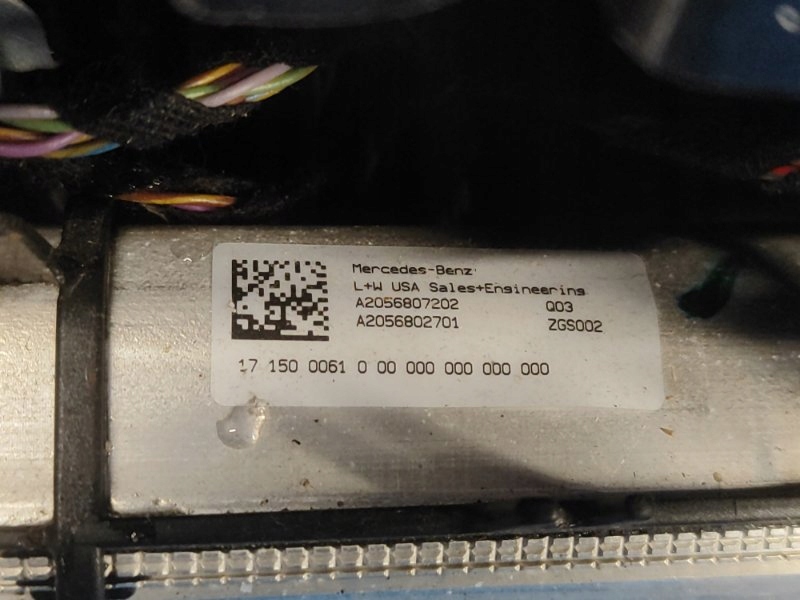 Mercedes-Benz
L+W USA Sales+Engineering
A2056807202 Q03
A2056802701 ZGS002
17 150 0061 0 00 000 000 000 000